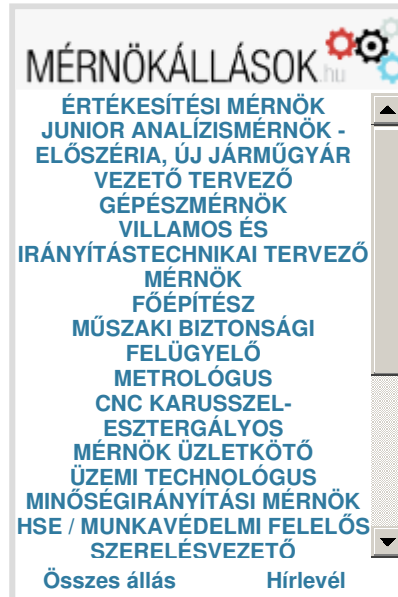 MÉRNÖKÁLLÁSOK.hu
ÉRTÉKESÍTÉSI MÉRNÖK
JUNIOR ANALÍZISMÉRNÖK -
ELŐSZÉRIA, ÚJ JÁRMŰGYÁR
VEZETŐ TERVEZŐ
GÉPÉSZMÉRNÖK
VILLAMOS ÉS
IRÁNYÍTÁSTECHNIKAI TERVEZŐ
MÉRNÖK
FŐÉPÍTÉSZ
MŰSZAKI BIZTONSÁGI
FELÜGYELŐ
METROLÓGUS
CNC KARUSSZEL-
ESZTERGÁLYOS
MÉRNÖK ÜZLETKÖTŐ
ÜZEMI TECHNOLÓGUS
MINŐSÉGIRÁNYÍTÁSI MÉRNÖK
HSE / MUNKAVÉDELMI FELELŐS
SZERELÉSVEZETŐ
Összes állás Hírlevél